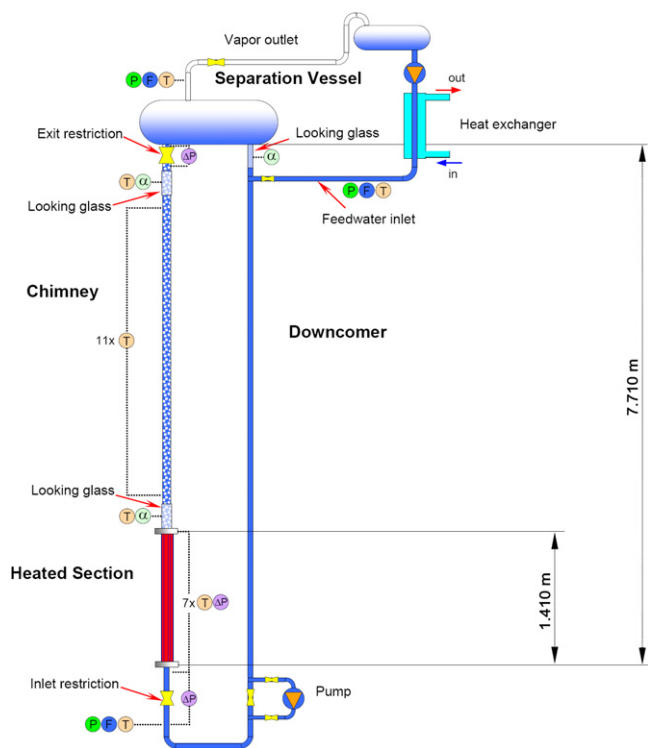 Vapor outlet
P F T
Separation Vessel
out
Exit restriction
ΔP
Looking glass
α
Heat exchanger
in
T α
Looking glass
P F T
Feedwater inlet
Chimney
11x T
Downcomer
7.710 m
Looking glass
T α
Heated Section
7x T ΔP
1.410 m
Inlet restriction
ΔP
Pump
P F T